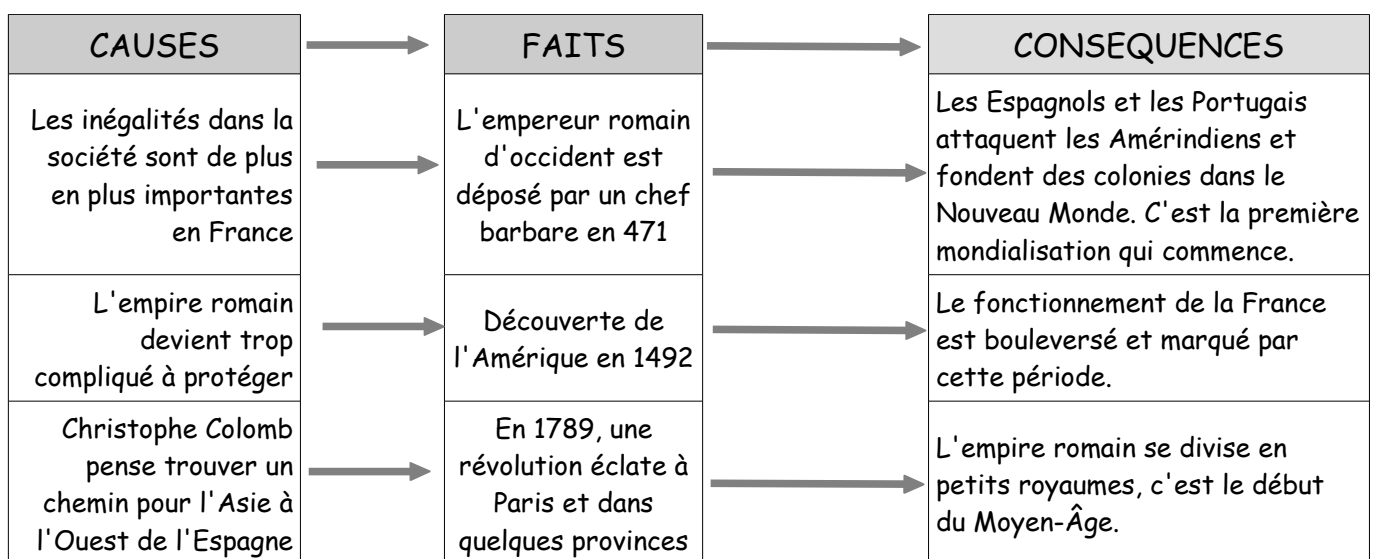 CAUSES
FAITS
CONSEQUENCES
Les inégalités dans la
société sont de plus
en plus importantes
en France
L'empereur romain
d'occident est
déposé par un chef
barbare en 471
Les Espagnols et les Portugais
attaquent les Amérindiens et
fondent des colonies dans le
Nouveau Monde. C'est la première
mondialisation qui commence.
L'empire romain
devient trop
compliqué à protéger
Découverte de
l'Amérique en 1492
Le fonctionnement de la France
est bouleversé et marqué par
cette période.
Christophe Colomb
pense trouver un
chemin pour l'Asie à
l'Ouest de l'Espagne
En 1789, une
révolution éclate à
Paris et dans
quelques provinces
L'empire romain se divise en
petits royaumes, c'est le début
du Moyen-Âge.